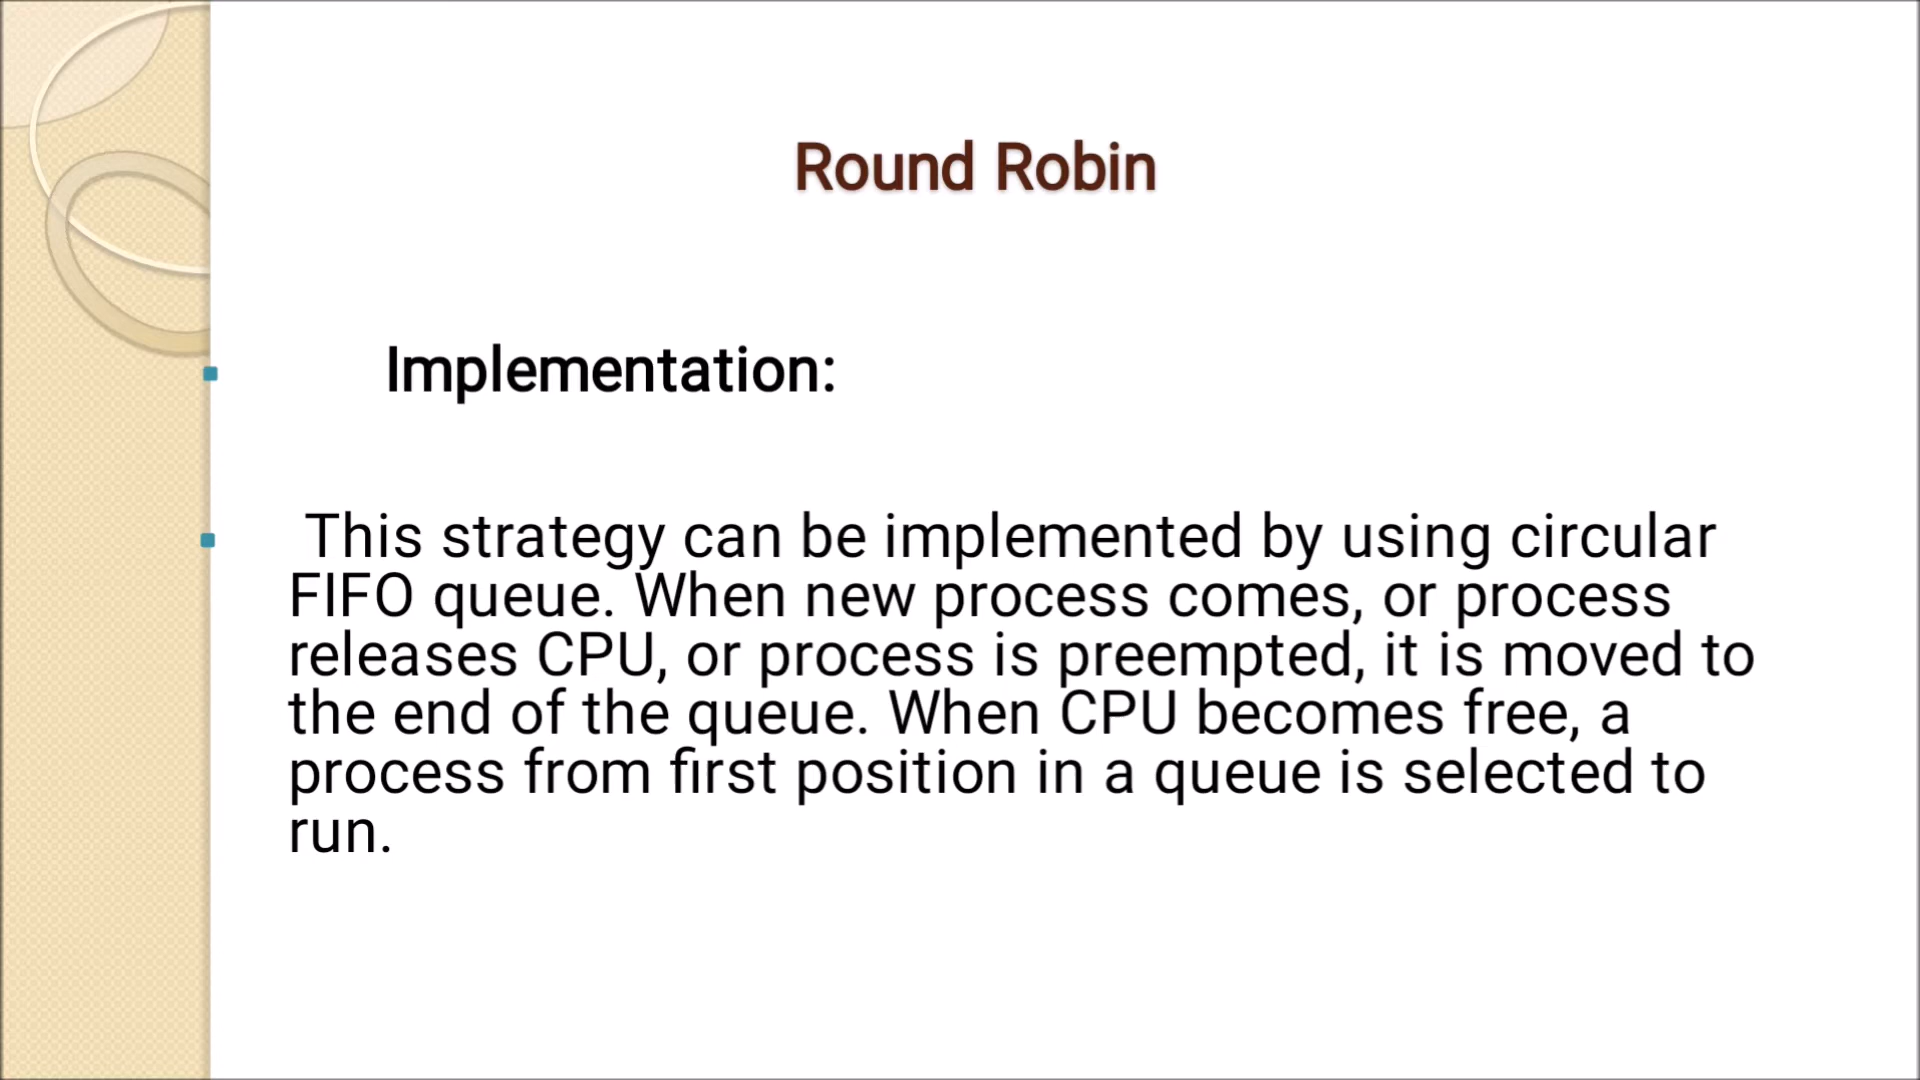 Round Robin
Implementation:
This strategy can be implemented by using circular
FIFO queue. When new process comes, or process
releases CPU, or process is preempted, it is moved to
the end of the queue. When CPU becomes free, a
process from first position in a queue is selected to
run.